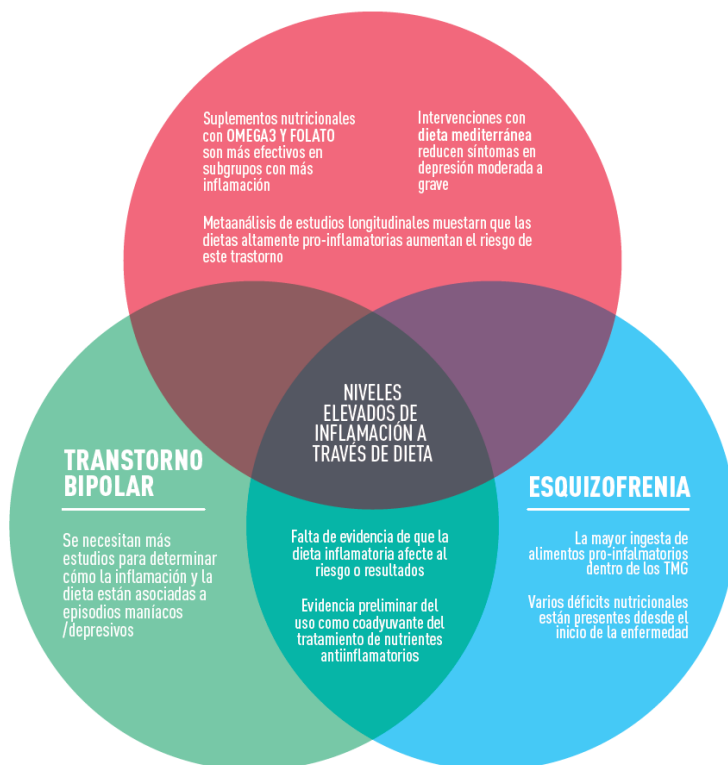 Suplementos nutricionales
con OMEGA3 Y FOLATO
son más efectivos en
subgrupos con más
inflamación
Intervenciones con
dieta mediterránea
reducen síntomas en
depresión moderada a
grave
Metaanálisis de estudios longitudinales muestarn que las
dietas altamente pro-inflamatorias aumentan el riesgo de
este trastorno
NIVELES
ELEVADOS DE
INFLAMACIÓN A
TRAVÉS DE DIETA
TRANSTORNO
BIPOLAR
Se necesitan más
estudios para determinar
cómo la inflamación y la
dieta están asociadas a
episodios maníacos
/depresivos
Falta de evidencia de que la
dieta inflamatoria afecte al
riesgo o resultados
Evidencia preliminar del
uso como coadyuvante del
tratamiento de nutrientes
antiinflamatorios
ESQUIZOFRENIA
La mayor ingesta de
alimentos pro-infalmatorios
dentro de los TMG
Varios déficits nutricionales
están presentes ddesde el
inicio de la enfermedad